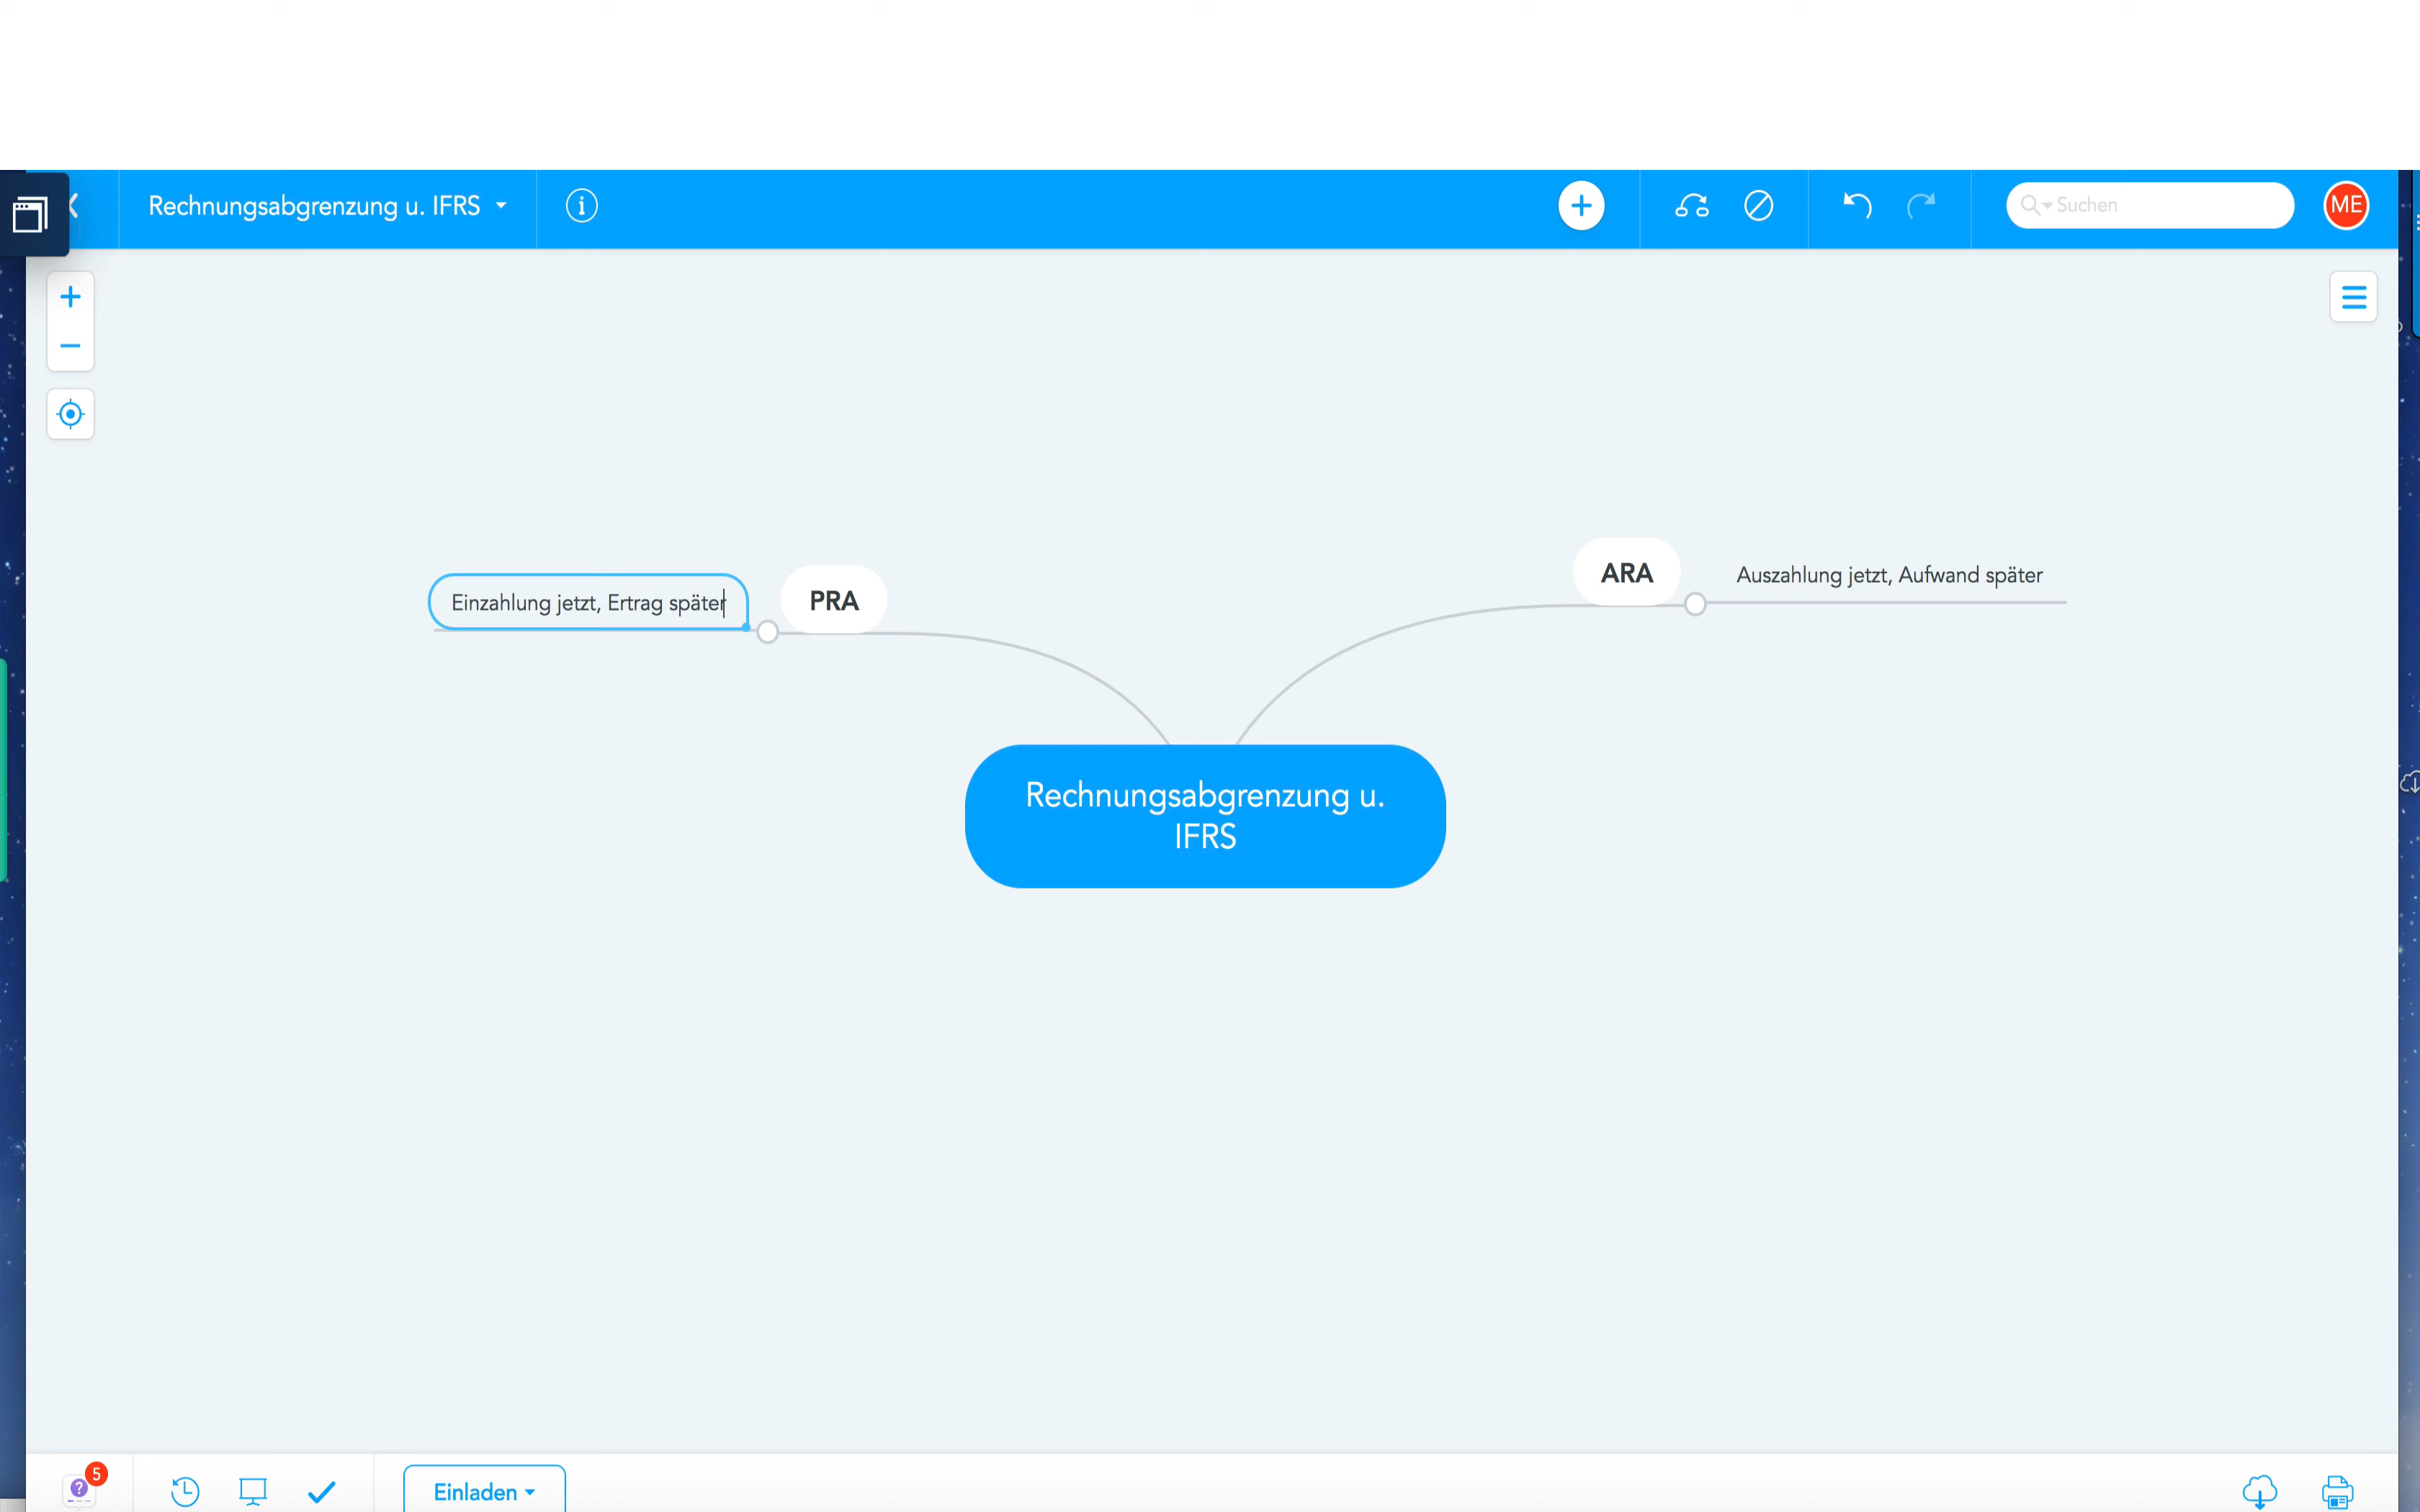 Rechnungsabgrenzung u. IFRS
Suchen
ME
ARA
Auszahlung jetzt, Aufwand später
Einzahlung jetzt, Ertrag später
PRA
Rechnungsabgrenzung u.
IFRS
5
Einladen